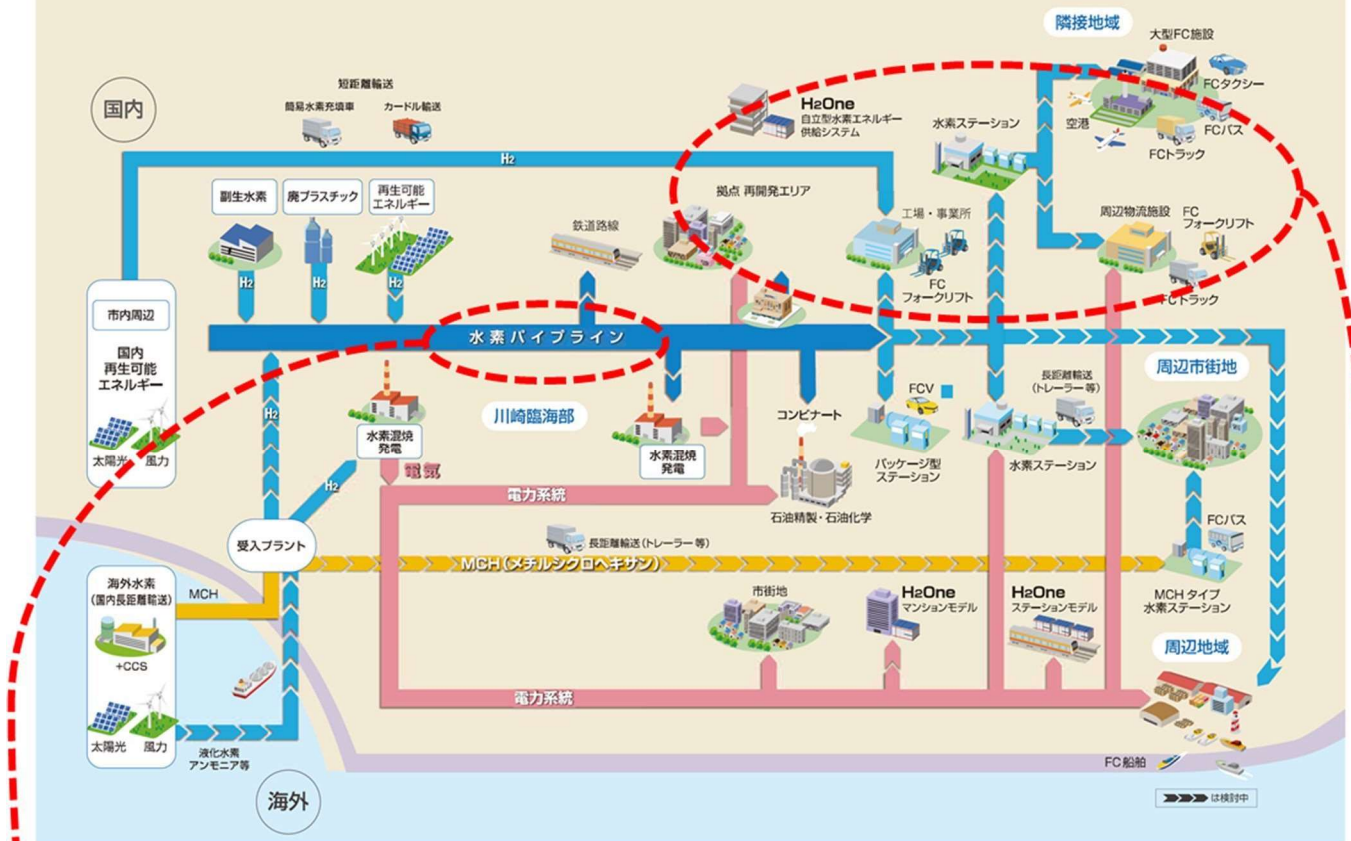 隣接地域
大型FC施設
FCタクシー
空港
FCバス
FCトラック
国内
短距離輸送
簡易水素充填車
カードル輸送
H2One
自立型水素エネルギー
供給システム
水素ステーション
H2
副生水素
廃プラスチック
再生可能
エネルギー
拠点 再開発エリア
鉄道路線
工場・事業所
FC
フォークリフト
周辺物流施設
FC
フォークリフト
FCトラック
H2
H2
H2
市内周辺
国内
再生可能
エネルギー
太陽光
風力
水素パイプライン
川崎臨海部
水素混焼
発電
電気
水素混焼
発電
コンビナート
石油精製・石油化学
FCV
パッケージ型
ステーション
長距離輸送
(トレーラー等)
水素ステーション
周辺市街地
H2
H2
電力系統
受入プラント
長距離輸送(トレーラー等)
MCH(メチルシクロヘキサン)
FCバス
MCHタイプ
水素ステーション
海外水素
(国内長距離輸送)
MCH
+CCS
太陽光
風力
液化水素
アンモニア等
市街地
H2One
マンションモデル
H2One
ステーションモデル
周辺地域
電力系統
FC船舶
海外
は検討中